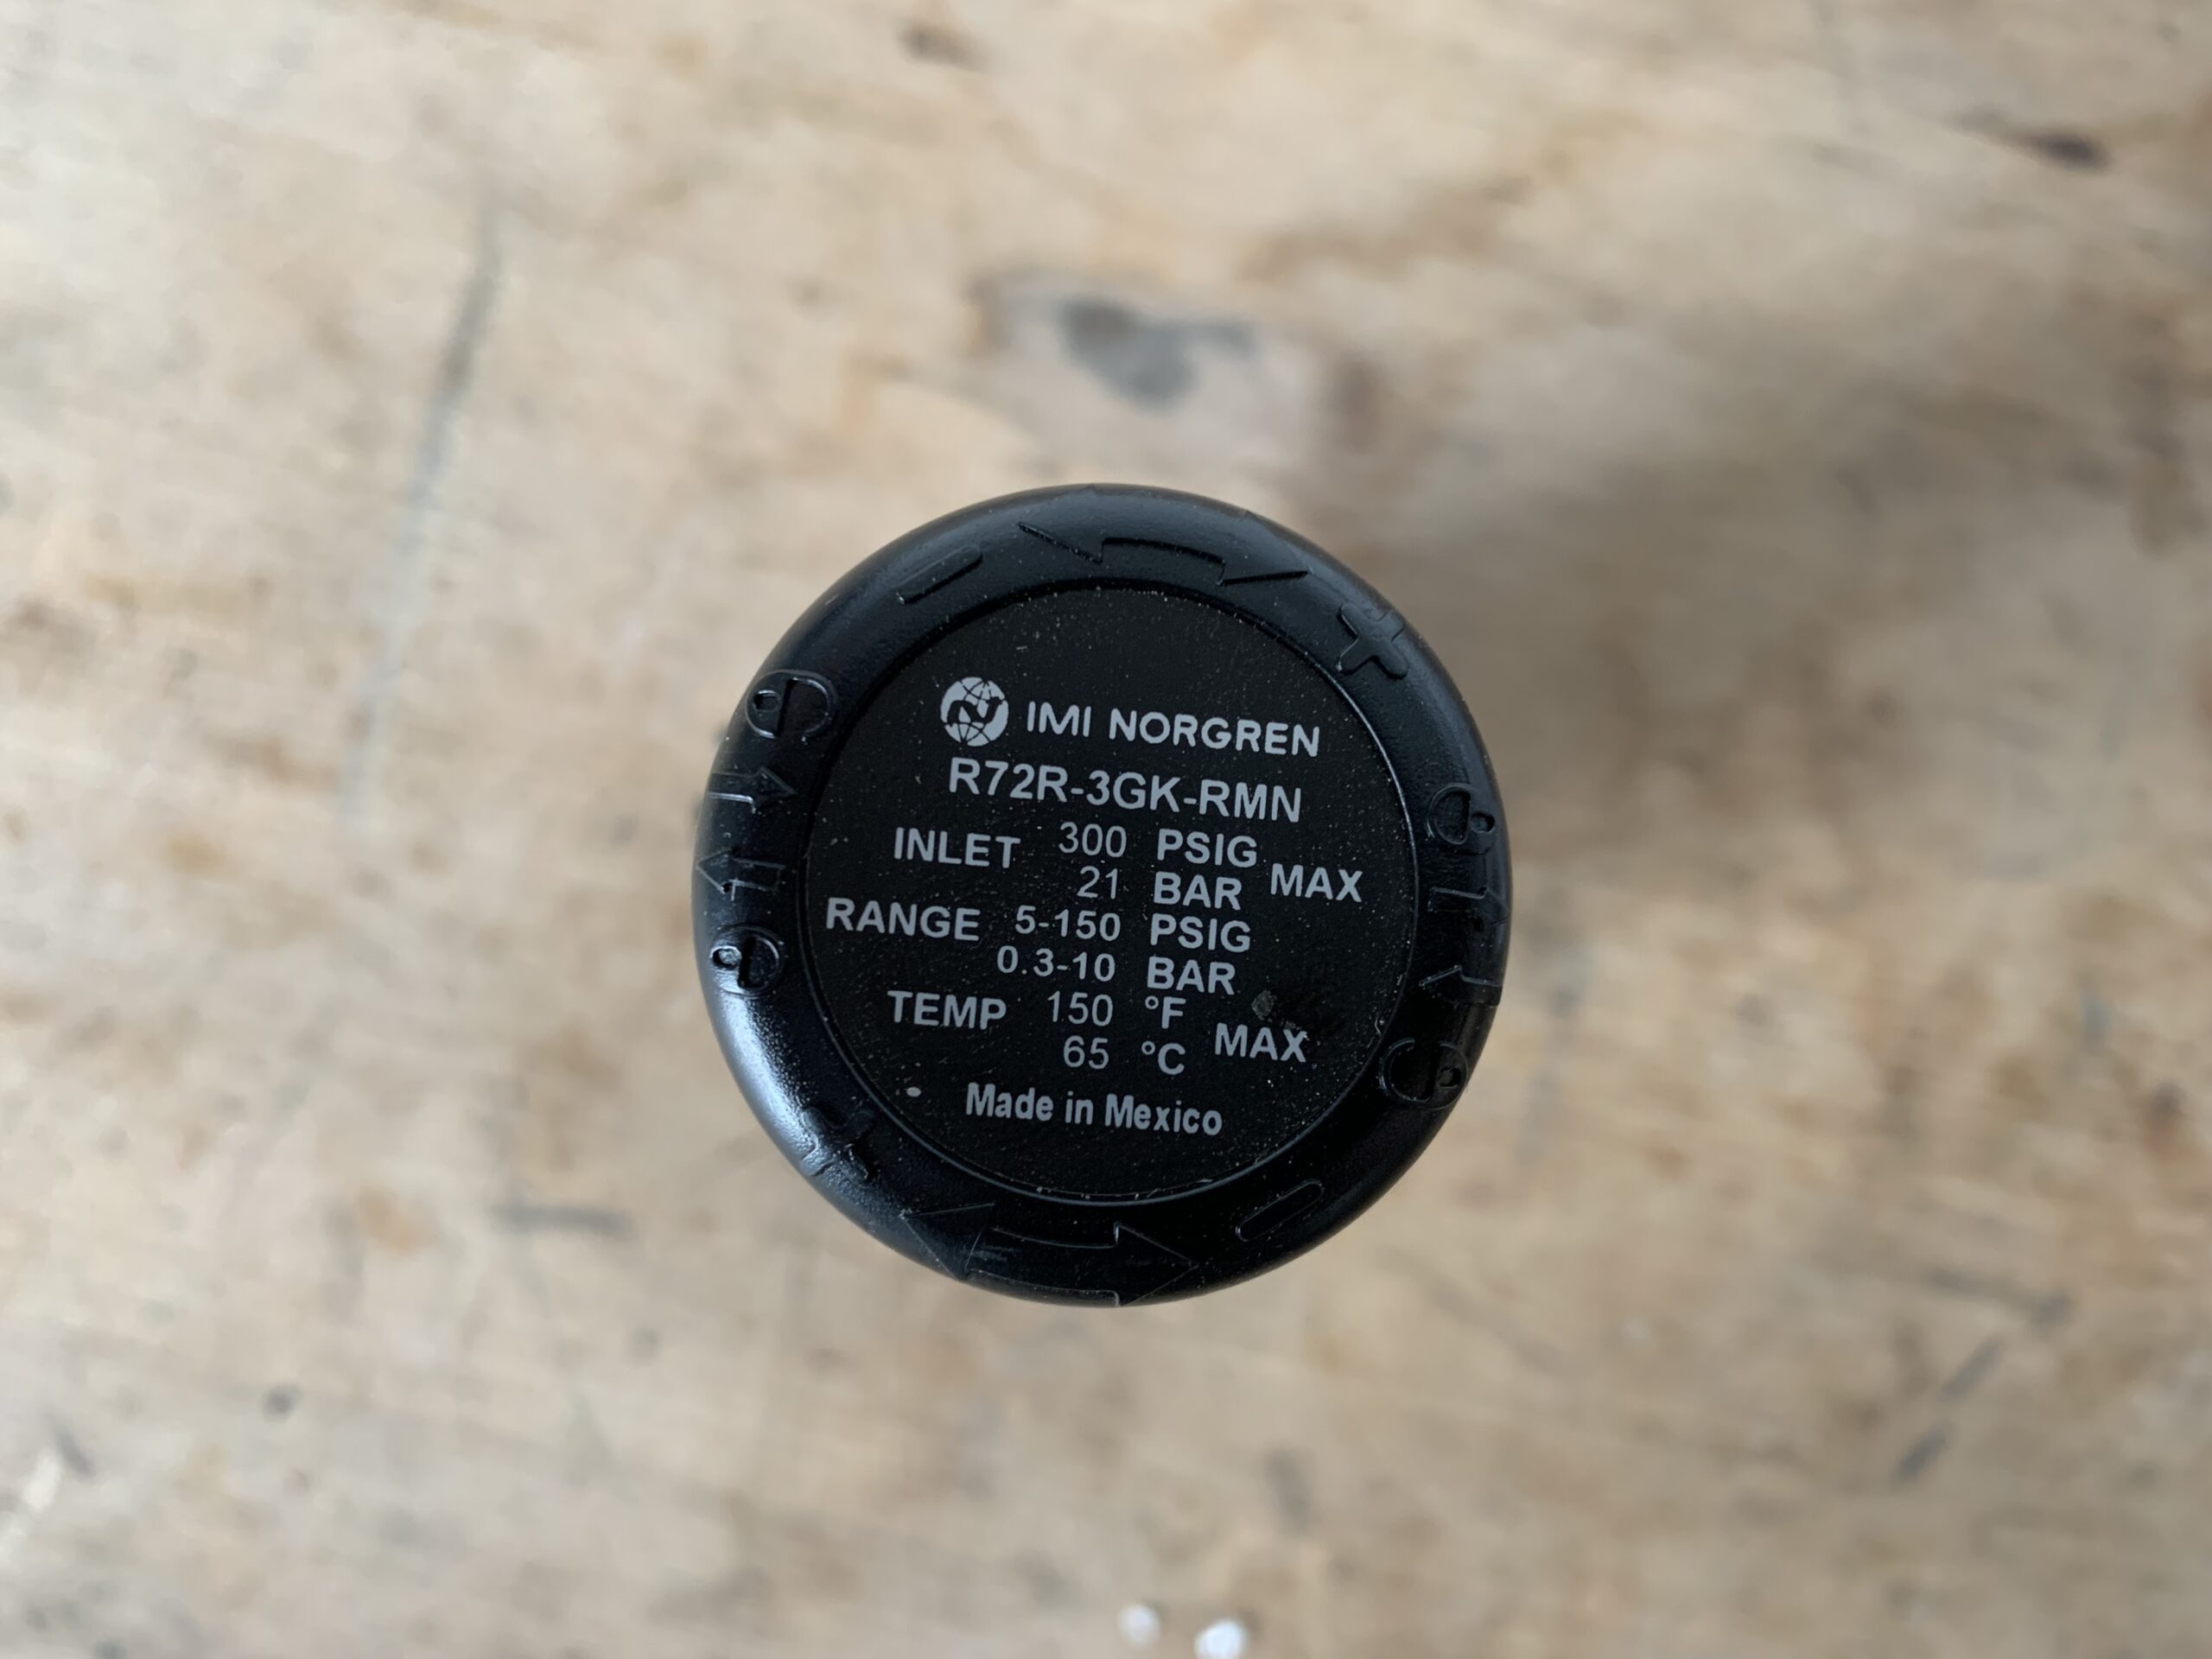 IMI NORGREN
R72R-3GK-RMN
INLET 300 PSIG MAX
21 BAR
RANGE 5-150 PSIG
0.3-10 BAR
TEMP 150 °F MAX
65 °C
Made in Mexico